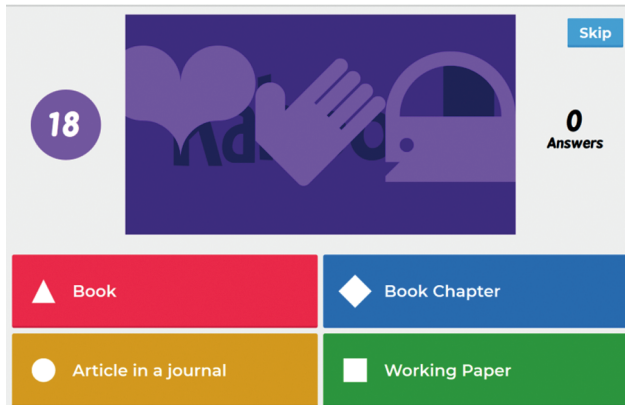 Skip
18
0
Answers
Book
Book Chapter
Article in a journal
Working Paper